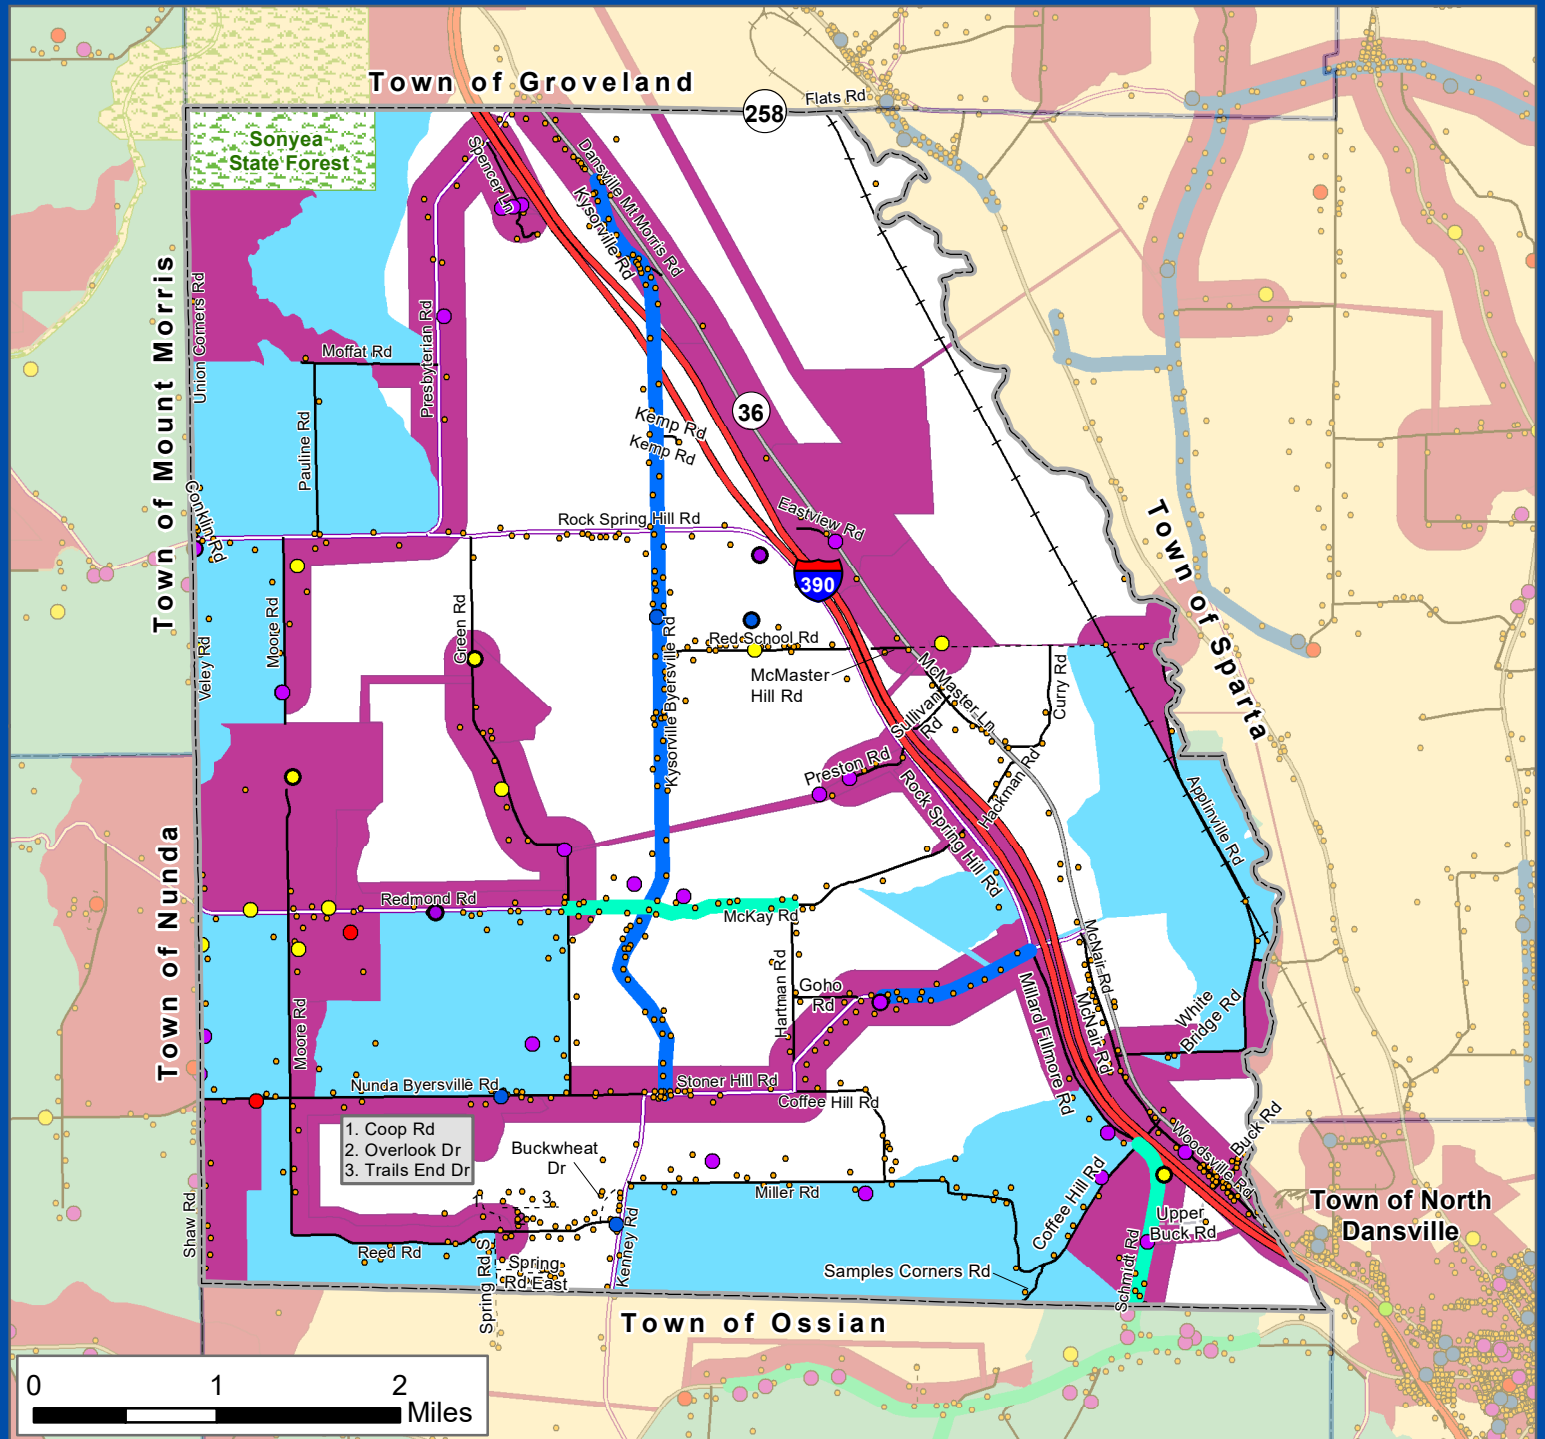 Town of Groveland
258
Flats Rd
Sonyea
State Forest
Spencer Ln
Dansville Mt Morris Rd
Kysorville Rd
Town of Mount Morris
Union Corners Rd
Moffat Rd
Presbyterian Rd
Pauline Rd
36
Kemp Rd
Kemp Rd
Conklin Rd
Rock Spring Hill Rd
Eastview Rd
Town of Sparta
390
Moore Rd
Green Rd
Veley Rd
Red School Rd
Kysorville Byersville Rd
McMaster
Hill Rd
McMaster Ln
Sullivan
Rd
Curry Rd
Preston Rd
Hackman Rd
Rock Spring Hill Rd
Applinville Rd
Town of Nunda
Redmond Rd
McKay Rd
McNair Rd
Hartman Rd
Goho
Rd
Moore Rd
Millard Fillmore Rd
McNair Rd
White
Bridge Rd
Nunda Byersville Rd
Stoner Hill Rd
Coffee Hill Rd
1. Coop Rd
2. Overlook Dr
3. Trails End Dr
Buckwheat
Dr
Woodsville Rd
Buck Rd
1
3
Miller Rd
Coffee Hill Rd
Upper
Buck Rd
Town of North
Dansville
Shaw Rd
Reed Rd
Spring Rd S
Spring
Rd East
Kenney Rd
Samples Corners Rd
Schmidt Rd
Town of Ossian
0 1 2
Miles